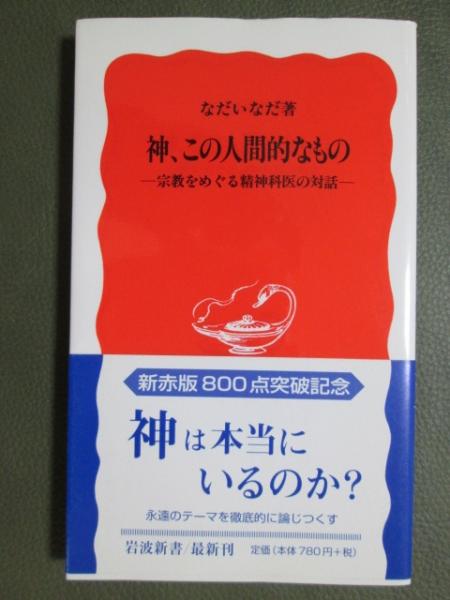 なだいなだ著
神、この人間的なもの
―宗教をめぐる精神科医の対話―
新赤版800点突破記念
神は本当に
いるのか?
永遠のテーマを徹底的に論じつくす
岩波新書/最新刊 定価(本体780円+税)